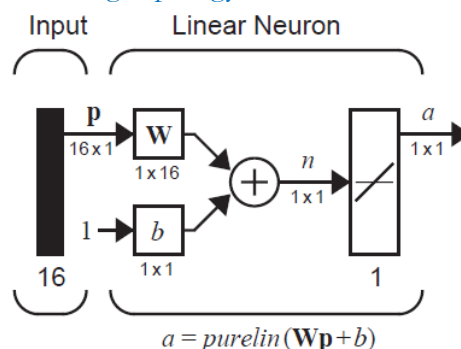 Input Linear Neuron
p W a
16 x 1 1 x 16 n 1 x 1
+ 1 x 1
1 b
16 1 x 1 1
a = purelin (Wp + b)